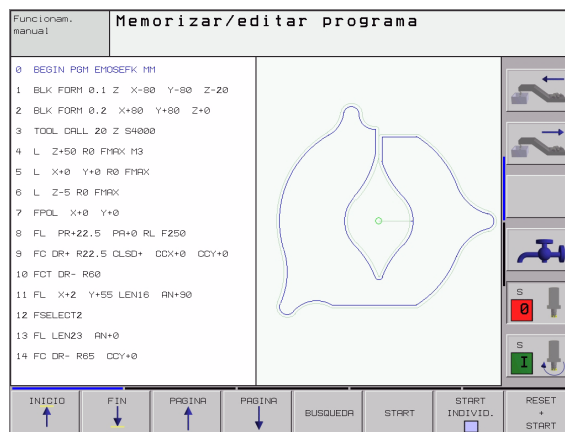 Funcionam.
manual
Memorizar/editar programa
0 BEGIN PGM EMOSEFK MM
1 BLK FORM 0.1 Z X-80 Y-80 Z-20
2 BLK FORM 0.2 X+80 Y+80 Z+0
3 TOOL CALL 20 Z S4000
4 L Z+50 R0 FMAX M3
5 L X+0 Y+0 R0 FMAX
6 L Z-5 R0 FMAX
7 FPOL X+0 Y+0
8 FL PR+22.5 PA+0 RL F250
9 FC DR+ R22.5 CLSD+ CCX+0 CCY+0
10 FCT DR- R60
11 FL X+2 Y+55 LEN16 AN+90
12 FSELECT2
13 FL LEN23 AN+0
14 FC DR- R65 CCY+0
S
0
S
I
INICIO
FIN
PAGINA
PAGINA
BUSQUEDA
START
START
INDIVID.
RESET
+
START